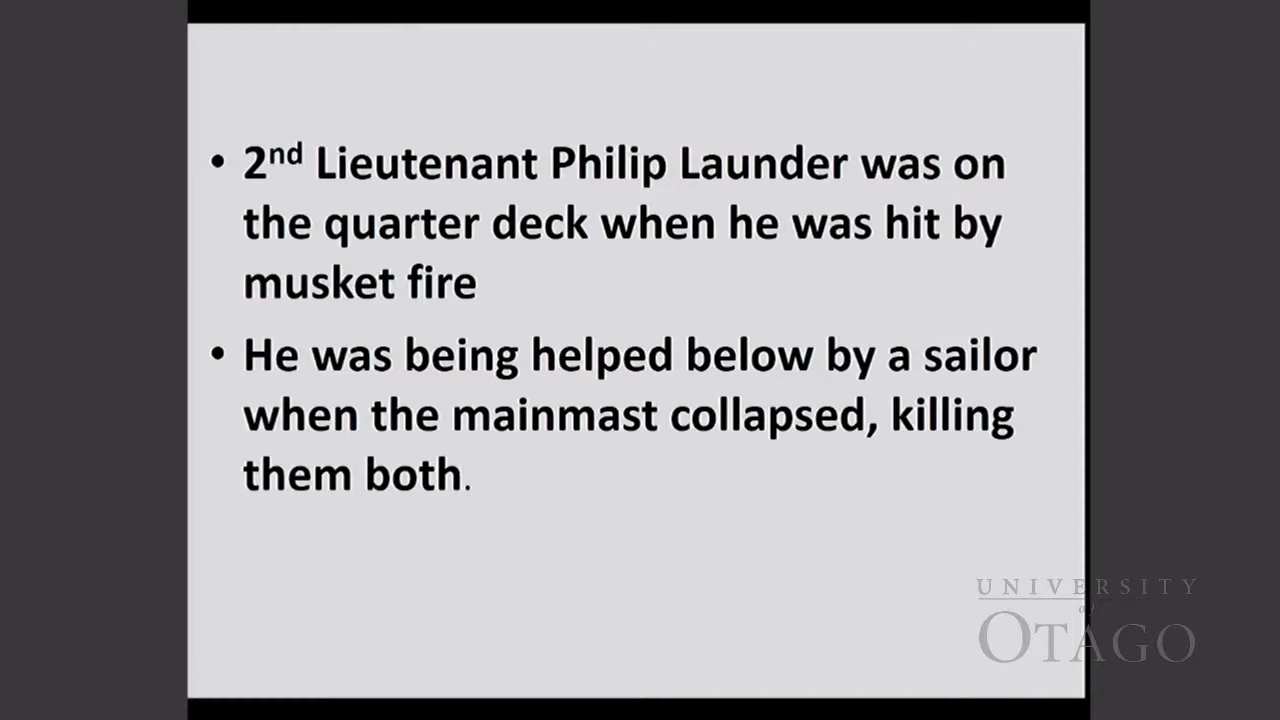 • 2nd Lieutenant Philip Launder was on
the quarter deck when he was hit by
musket fire
• He was being helped below by a sailor
when the mainmast collapsed, killing
them both.
UNIVERSITY
of
OTAGO